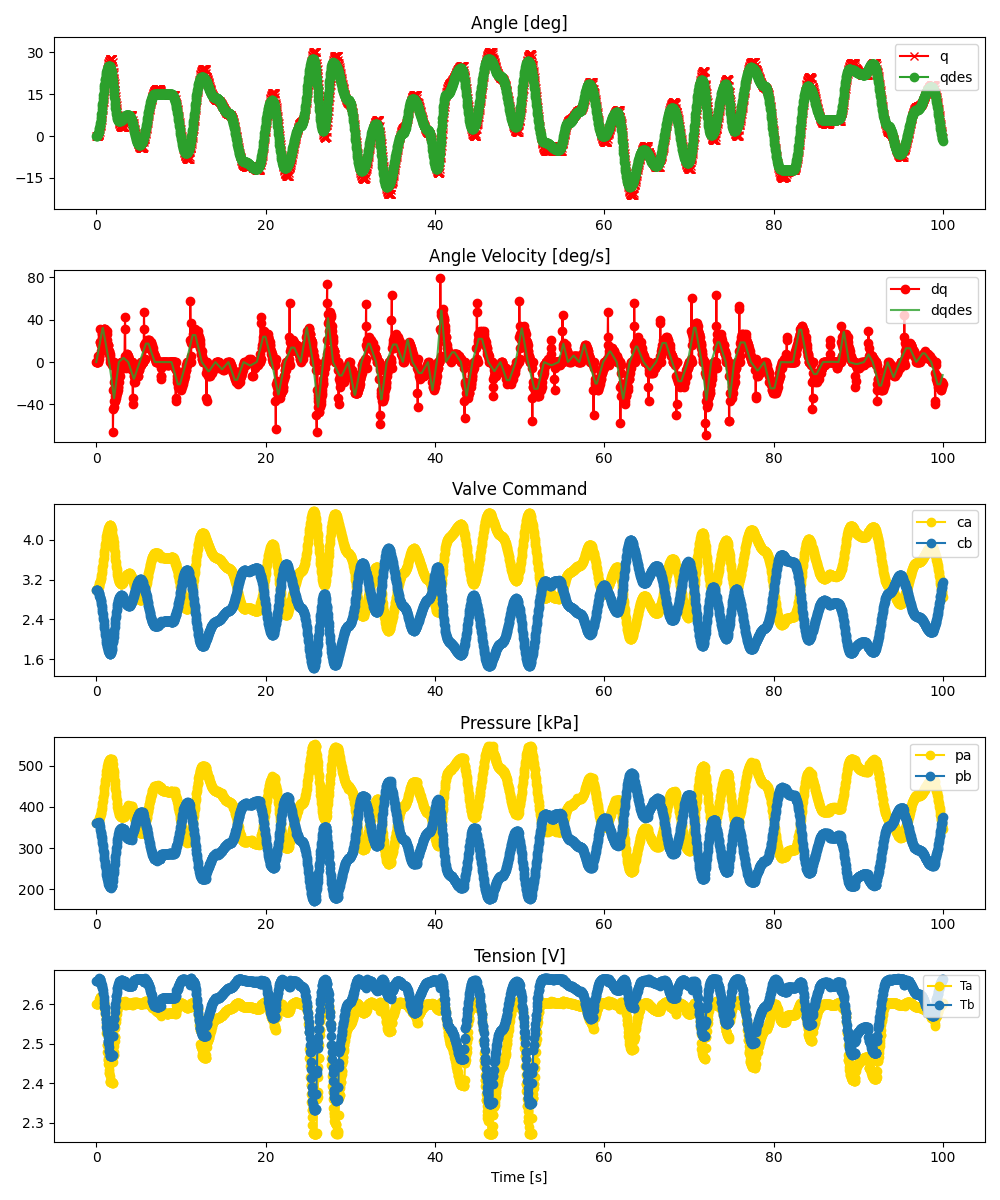 Angle [deg]
30
15
0
−15
q
qdes
0 20 40 60 80 100
Angle Velocity [deg/s]
80
40
0
−40
dq
dqdes
0 20 40 60 80 100
Valve Command
4.0
3.2
2.4
1.6
ca
cb
0 20 40 60 80 100
Pressure [kPa]
500
400
300
200
pa
pb
0 20 40 60 80 100
Tension [V]
2.6
2.5
2.4
2.3
Ta
Tb
0 20 40 60 80 100
Time [s]